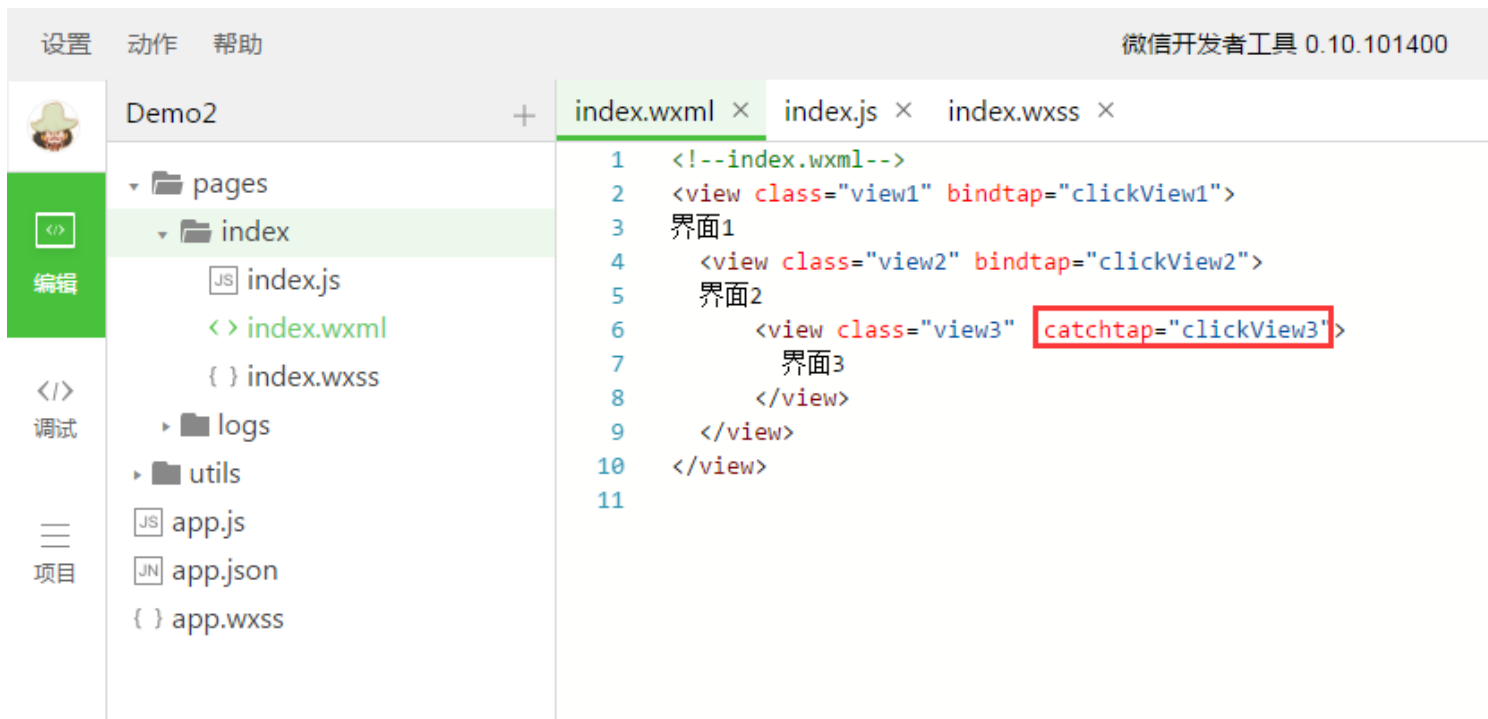 设置 动作 帮助 微信开发者工具 0.10.101400
Demo2 + index.wxml × index.js × index.wxss ×
编辑
调试
项目
pages
index
JS index.js
< > index.wxml
{ } index.wxss
logs
utils
JS app.js
JN app.json
{ } app.wxss
1 <!--index.wxml-->
2 <view class="view1" bindtap="clickView1">
3 界面1
4 <view class="view2" bindtap="clickView2">
5 界面2
6 <view class="view3" catchtap="clickView3">
7 界面3
8 </view>
9 </view>
10 </view>
11